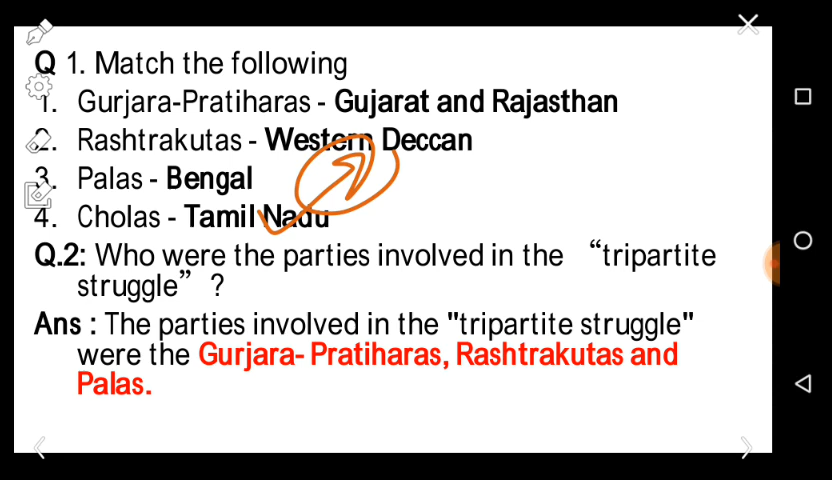 Q 1. Match the following
1. Gurjara-Pratiharas - Gujarat and Rajasthan
2. Rashtrakutas - Western Deccan
3. Palas - Bengal
4. Cholas - Tamil Nadu
Q.2: Who were the parties involved in the “tripartite
struggle” ?
Ans : The parties involved in the "tripartite struggle"
were the Gurjara- Pratiharas, Rashtrakutas and
Palas.